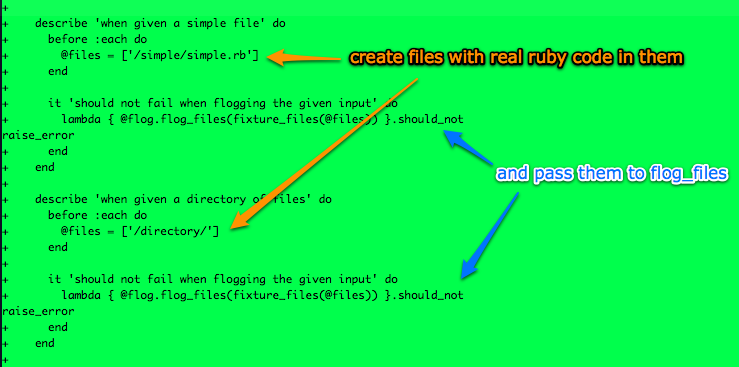 +
+    describe 'when given a simple file' do
+      before :each do
+        @files = ['/simple/simple.rb']
+      end
+
+      it 'should not fail when flogging the given input' do
+        lambda { @flog.flog_files(fixture_files(@files)) }.should_not
raise_error
+      end
+    end
+
+    describe 'when given a directory of files' do
+      before :each do
+        @files = ['/directory/']
+      end
+
+      it 'should not fail when flogging the given input' do
+        lambda { @flog.flog_files(fixture_files(@files)) }.should_not
raise_error
+      end
+    end
+
create files with real ruby code in them
and pass them to flog_files